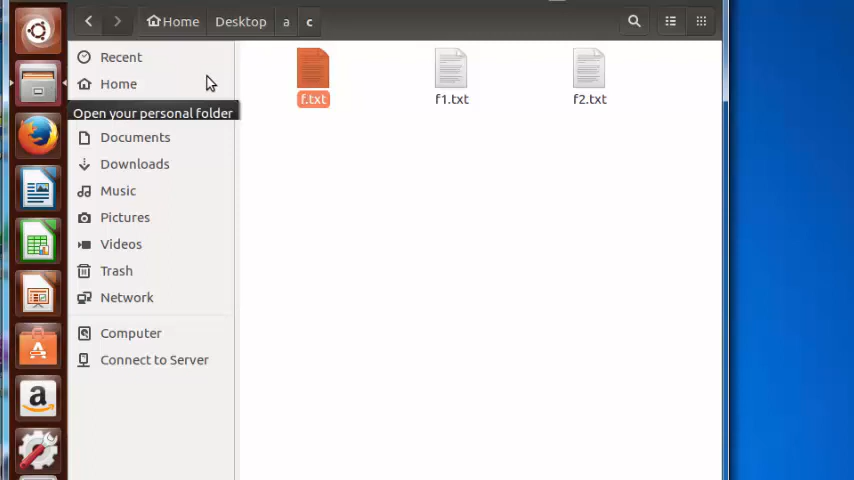 Home Desktop a c
Recent
Home
Open your personal folder
Documents
Downloads
Music
Pictures
Videos
Trash
Network
Computer
Connect to Server
f.txt f1.txt f2.txt